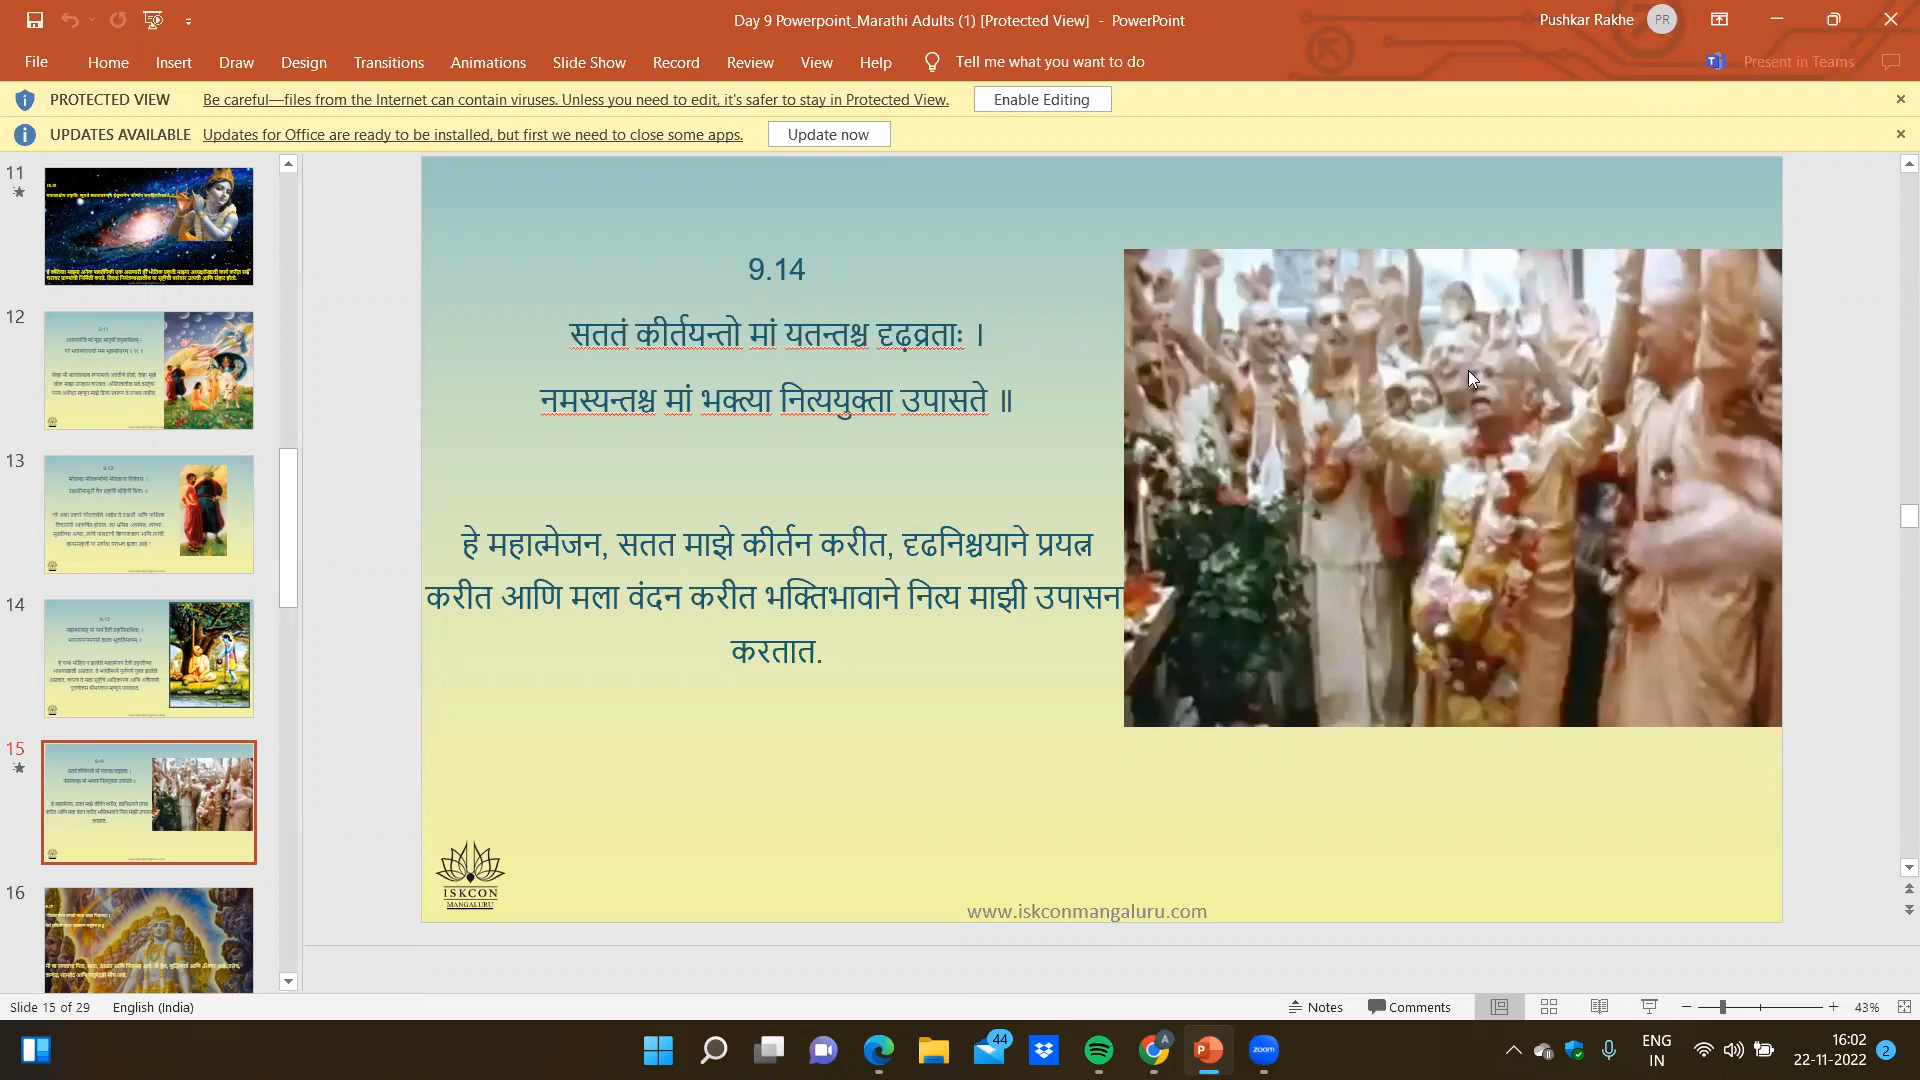 Day 9 Powerpoint_Marathi Adults (1) [Protected View] - PowerPoint
Pushkar Rakhe PR
File Home Insert Draw Design Transitions Animations Slide Show Record Review View Help Tell me what you want to do Present in Teams
PROTECTED VIEW Be careful—files from the Internet can contain viruses. Unless you need to edit, it's safer to stay in Protected View. Enable Editing
UPDATES AVAILABLE Updates for Office are ready to be installed, but first we need to close some apps. Update now
11
12
13
14
15
16
9.14
सततं कीर्तयन्तो मां यतन्तश्च दृढ़व्रताः ।
नमस्यन्तश्च मां भक्त्या नित्ययुक्ता उपासते ॥
हे महात्मेजन, सतत माझे कीर्तन करीत, दृढनिश्चयाने प्रयत्न
करीत आणि मला वंदन करीत भक्तिभावाने नित्य माझी उपासना
करतात.
ISKCON
MANGALURU
www.iskconmangaluru.com
Slide 15 of 29 English (India) Notes Comments 43%
44
zoom
ENG
IN
16:02
22-11-2022
2